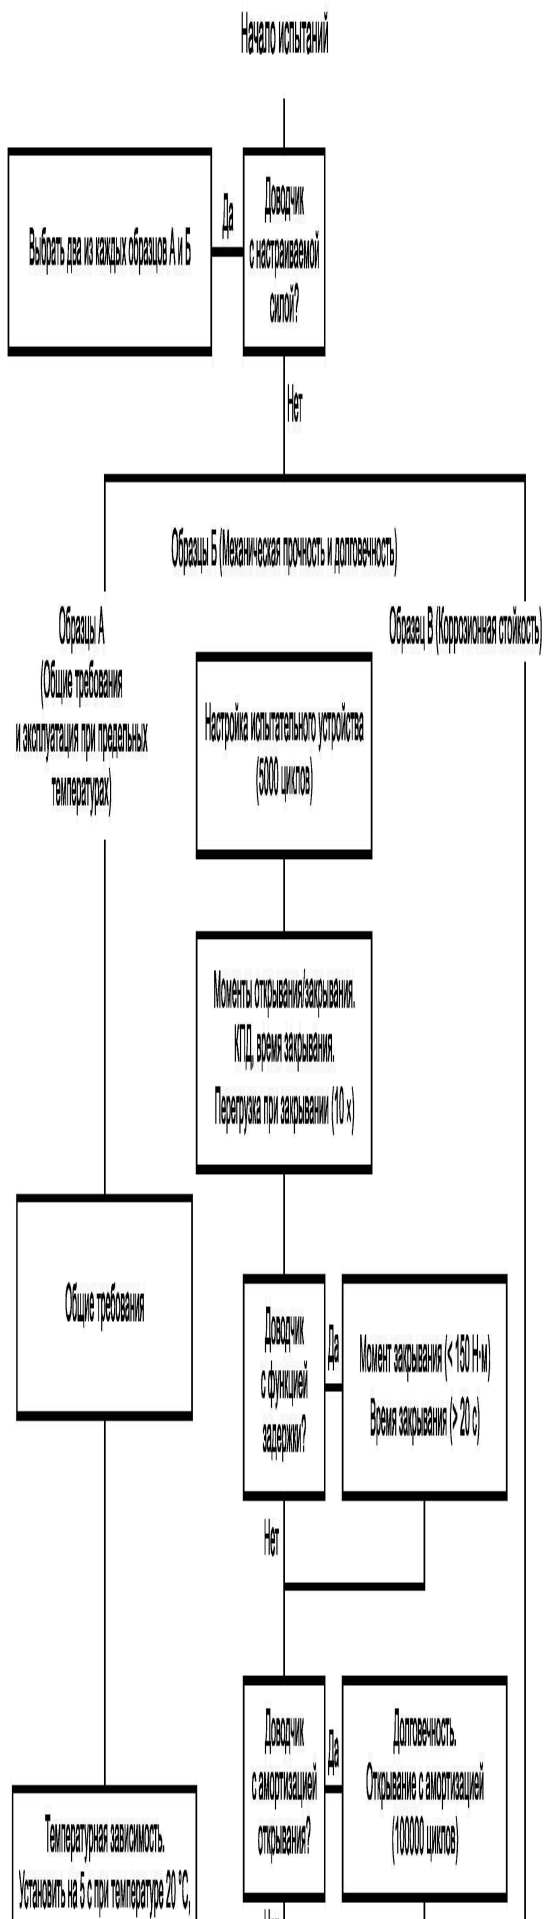 Начало испытаний
Выбрать два из каждых образцов А и Б
Да
Доводчик
с настраиваемой
силой?
Нет
Образцы Б (Механическая прочность и долговечность)
Образцы А
(Общие требования
и эксплуатация при предельных
температурах)
Образец В (Коррозионная стойкость)
Настройка испытательного устройства
(5000 циклов)
Моменты открывания/закрывания.
КПД, время закрывания.
Перегрузка при закрывании (10 ×)
Общие требования
Доводчик
с функцией
задержки?
Да
Момент закрывания (< 150 Н·м)
Время закрывания (> 20 с)
Нет
Доводчик
с амортизацией
открывания?
Да
Долговечность.
Открывание с амортизацией
(100000 циклов)
Температурная зависимость.
Установить на 5 с при температуре 20 °С,